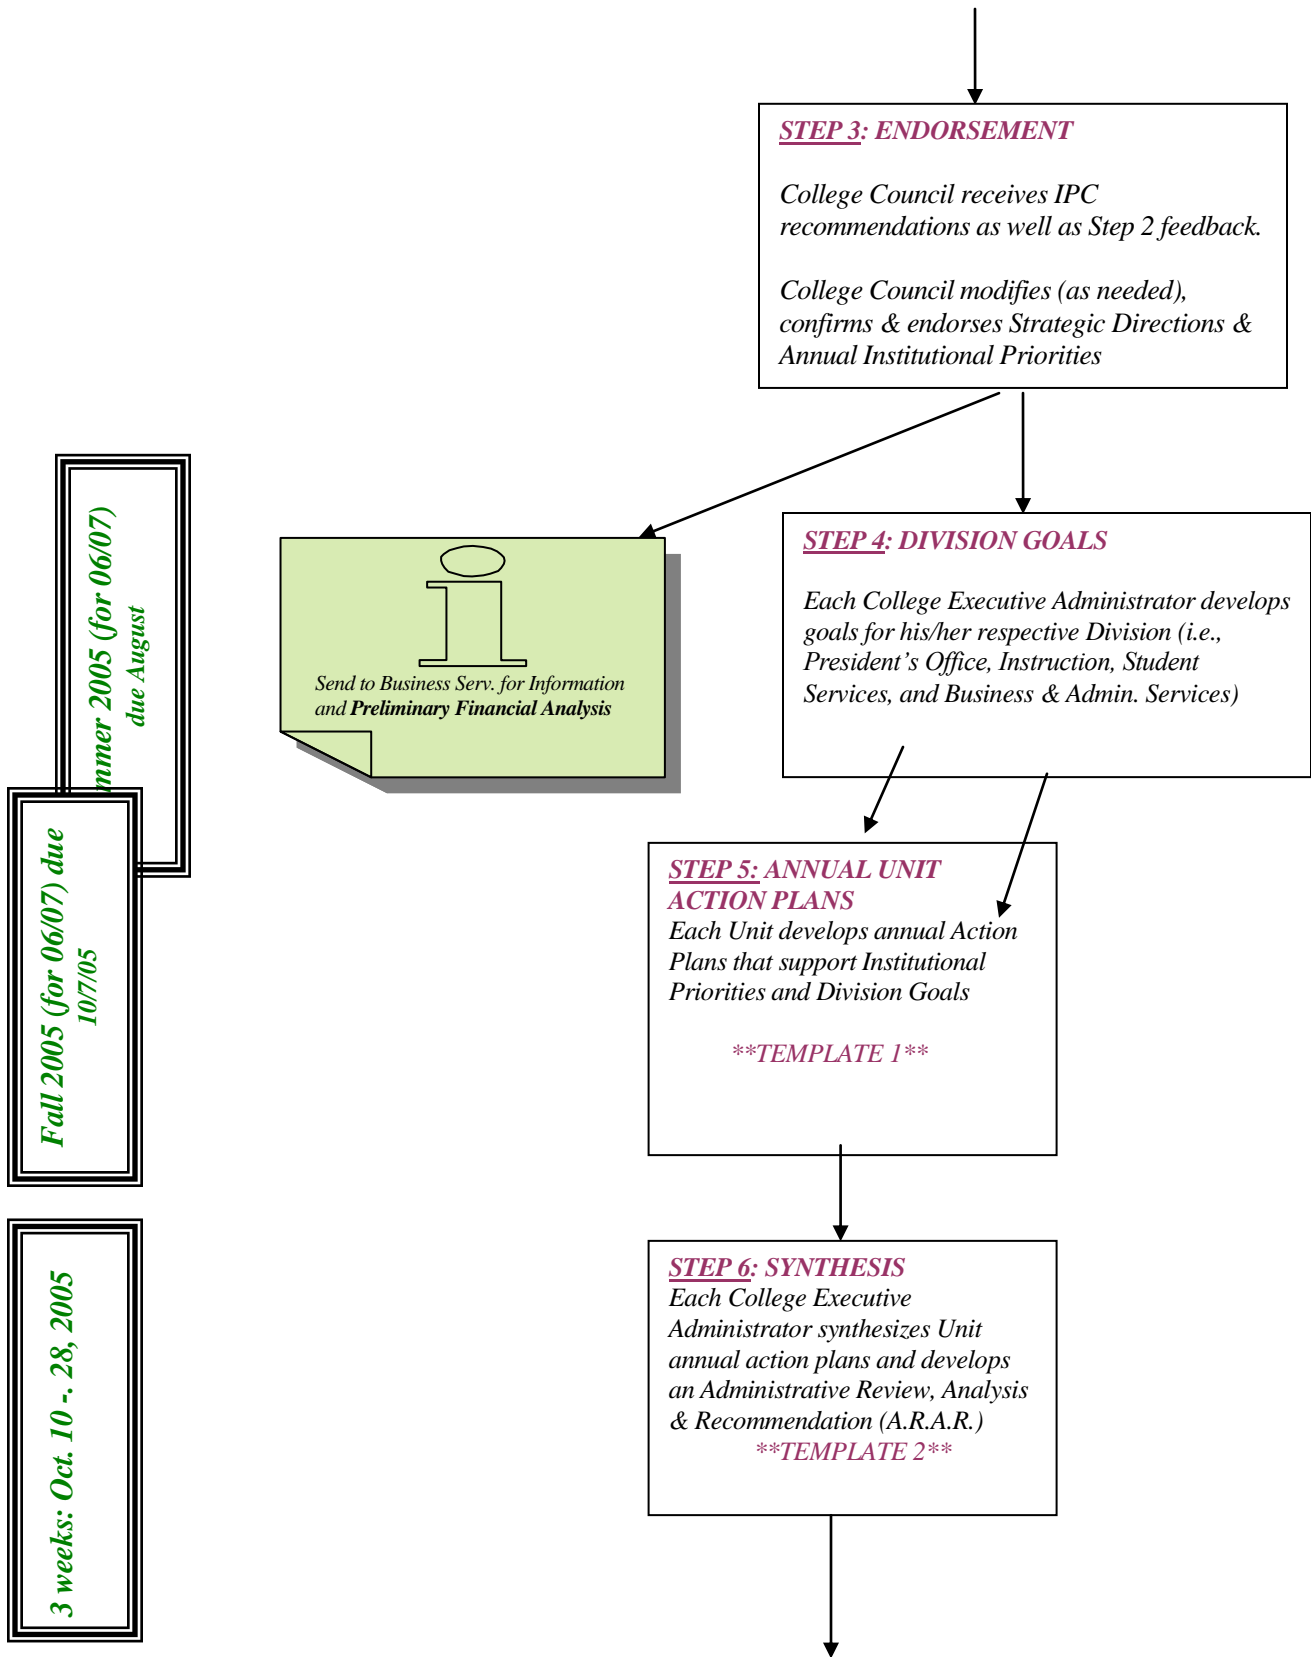 STEP 3: ENDORSEMENT
College Council receives IPC
recommendations as well as Step 2 feedback.
College Council modifies (as needed),
confirms & endorses Strategic Directions &
Annual Institutional Priorities
mmer 2005 (for 06/07)
due August
Send to Business Serv. for Information
and Preliminary Financial Analysis
STEP 4: DIVISION GOALS
Each College Executive Administrator develops
goals for his/her respective Division (i.e.,
President's Office, Instruction, Student
Services, and Business & Admin. Services)
Fall 2005 (for 06/07) due
10/7/05
STEP 5: ANNUAL UNIT
ACTION PLANS
Each Unit develops annual Action
Plans that support Institutional
Priorities and Division Goals
**TEMPLATE 1**
3 weeks: Oct. 10 -. 28, 2005
STEP 6: SYNTHESIS
Each College Executive
Administrator synthesizes Unit
annual action plans and develops
an Administrative Review, Analysis
& Recommendation (A.R.A.R.)
**TEMPLATE 2**